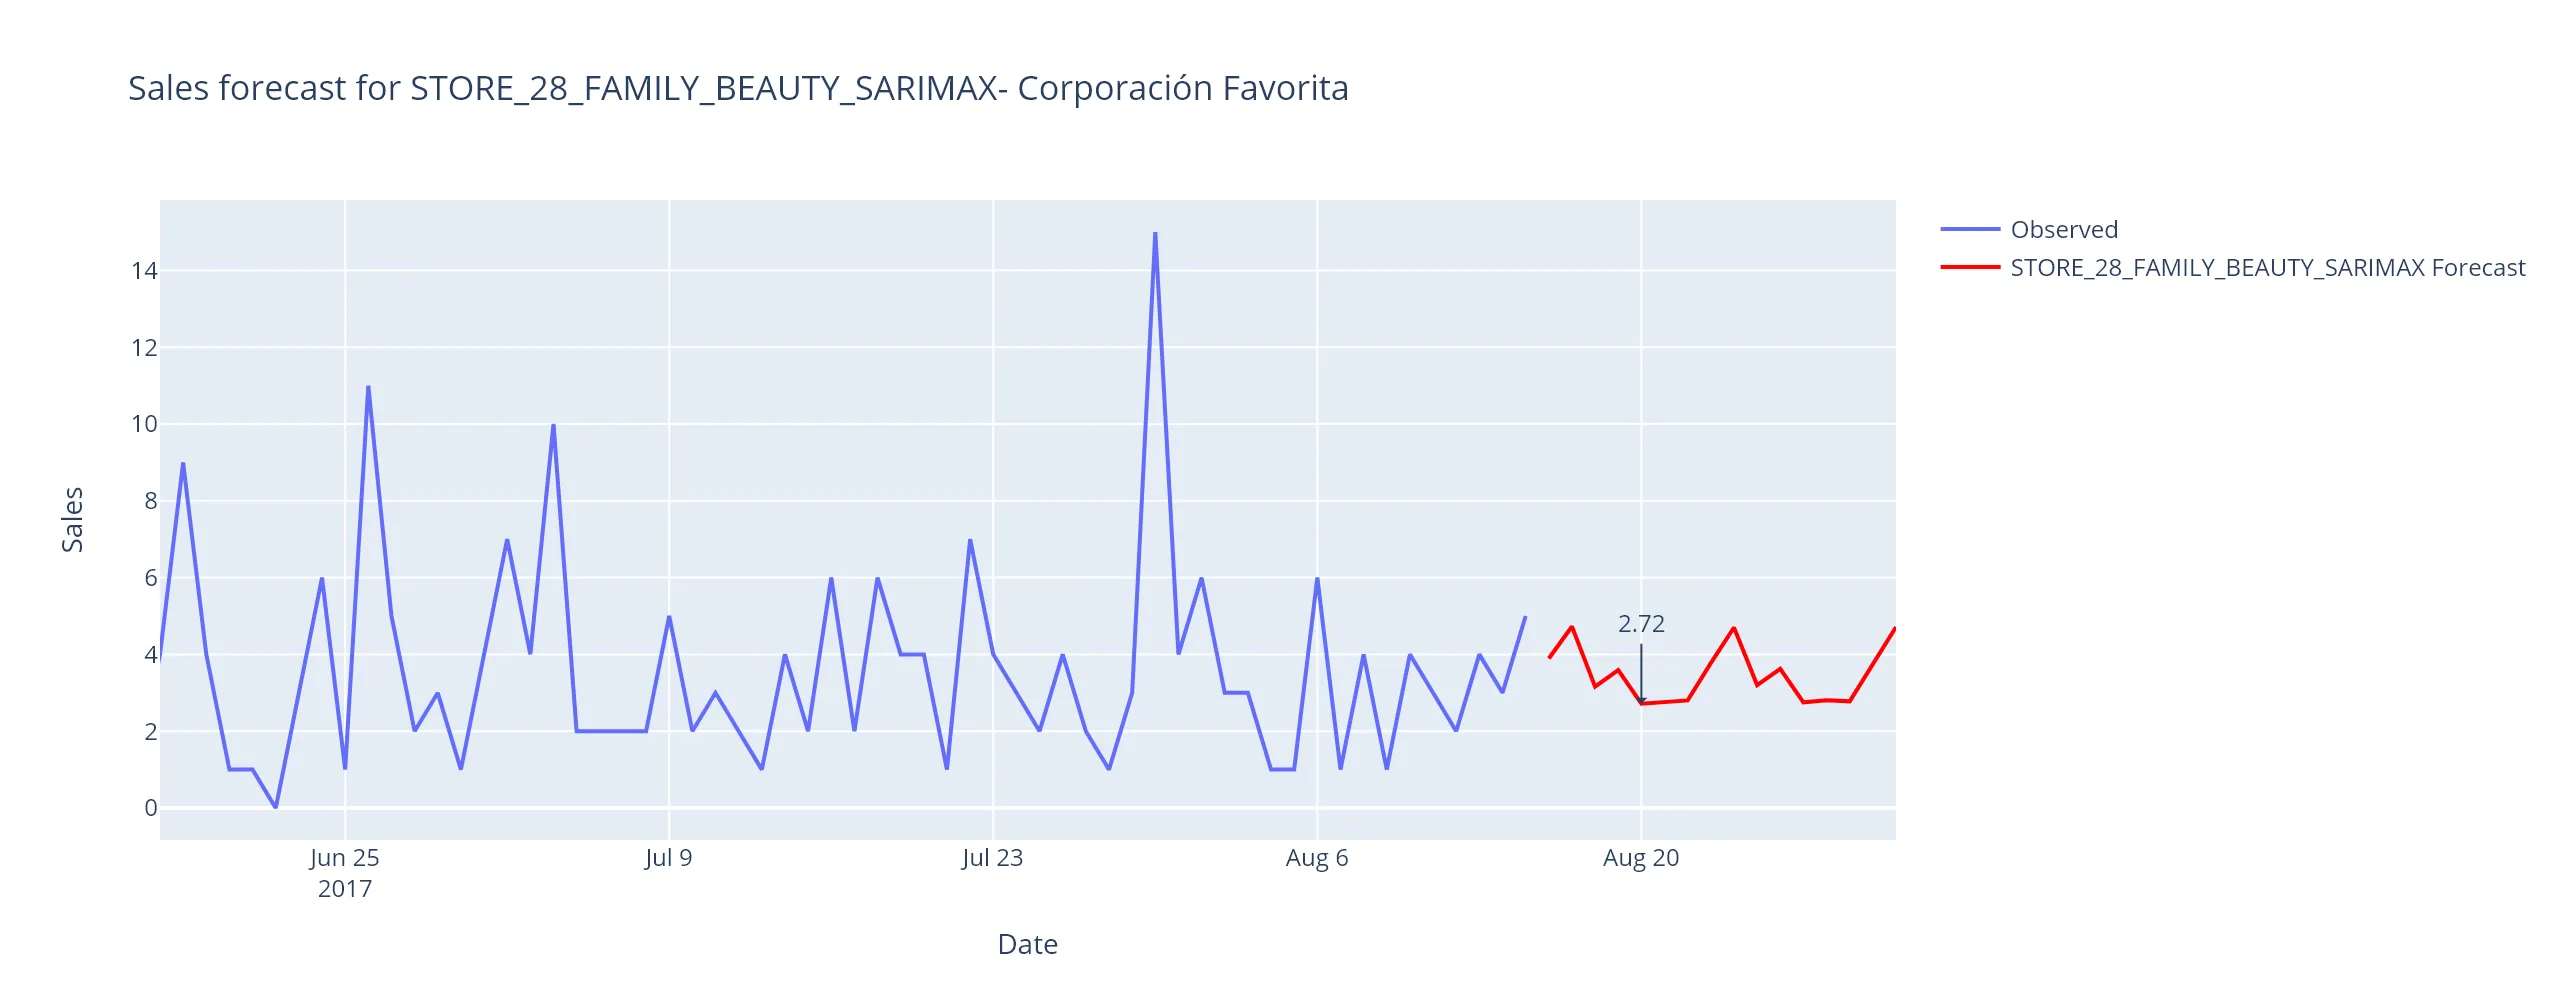 Sales forecast for STORE_28_FAMILY_BEAUTY_SARIMAX- Corporación Favorita
Observed
STORE_28_FAMILY_BEAUTY_SARIMAX Forecast
14
12
10
8
6
4
2
0
Sales
2.72
Jun 25
2017
Jul 9
Jul 23
Aug 6
Aug 20
Date